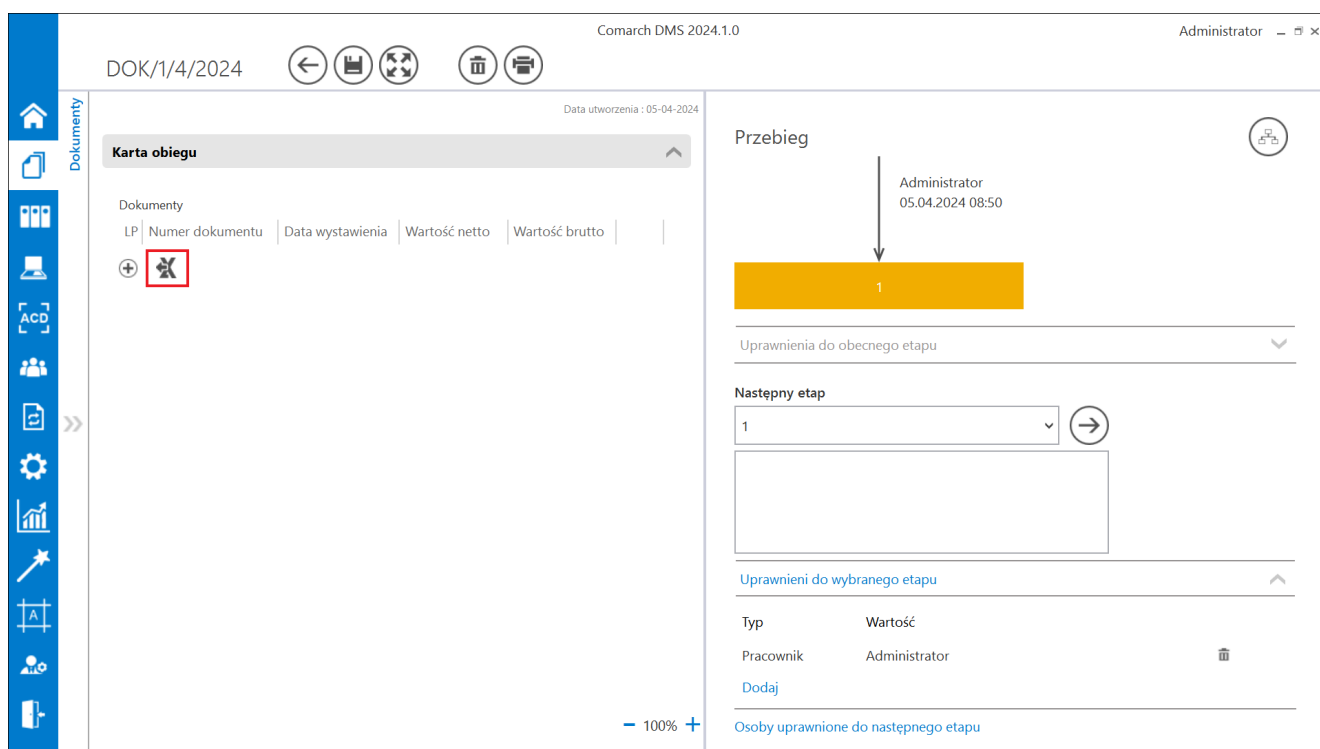 Comarch DMS 2024.1.0
Administrator
DOK/1/4/2024
Dokumenty
Data utworzenia : 05-04-2024
Karta obiegu
Dokumenty
LP Numer dokumentu Data wystawienia Wartość netto Wartość brutto
ACD
A
100%
Przebieg
Administrator
05.04.2024 08:50
1
Uprawnienia do obecnego etapu
Następny etap
1
Uprawnieni do wybranego etapu
Typ Wartość
Pracownik Administrator
Dodaj
Osoby uprawnione do następnego etapu